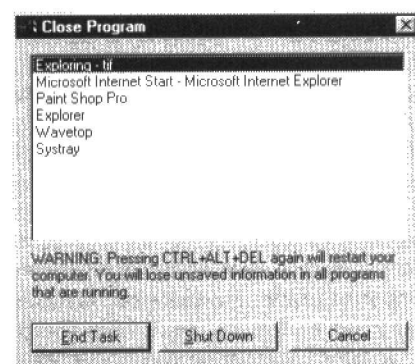 Close Program
Exploring - tif
Microsoft Internet Start - Microsoft Internet Explorer
Paint Shop Pro
Explorer
Wavetop
Systray
WARNING: Pressing CTRL+ALT+DEL again will restart your
computer. You will lose unsaved information in all programs
that are running.
End Task
Shut Down
Cancel